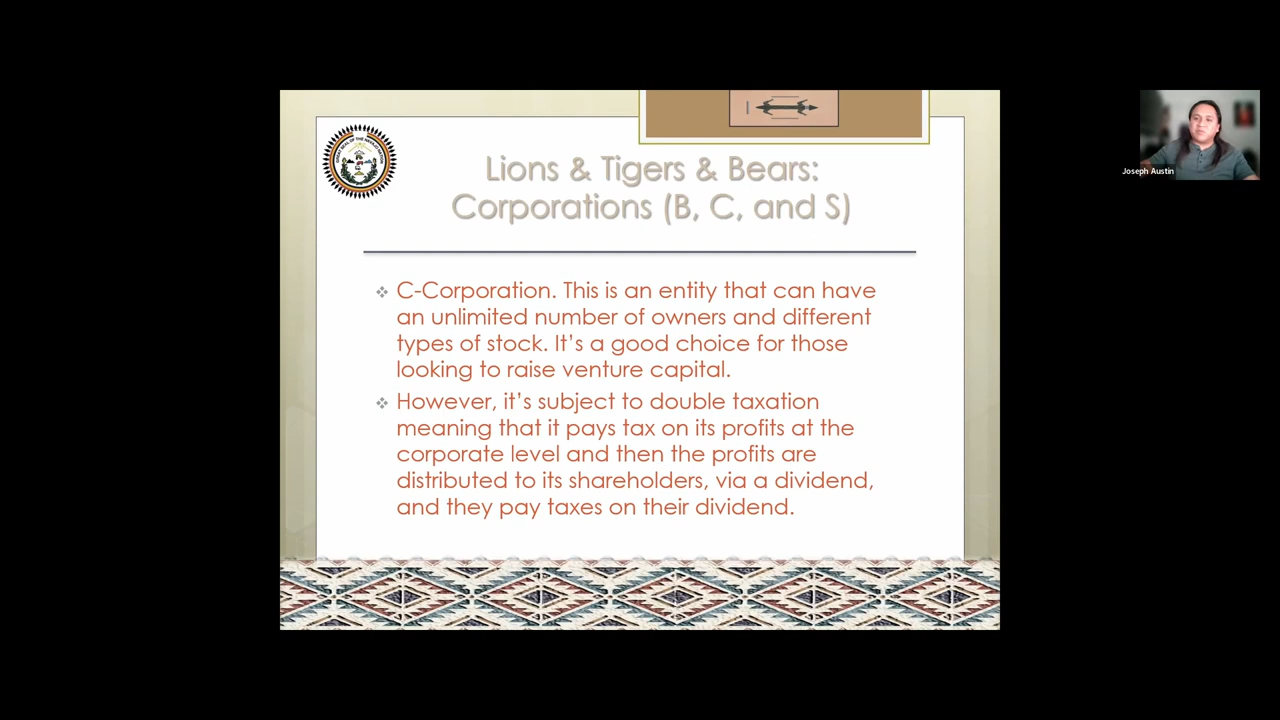 Lions & Tigers & Bears:
Corporations (B, C, and S)
C-Corporation. This is an entity that can have
an unlimited number of owners and different
types of stock. It’s a good choice for those
looking to raise venture capital.
However, it’s subject to double taxation
meaning that it pays tax on its profits at the
corporate level and then the profits are
distributed to its shareholders, via a dividend,
and they pay taxes on their dividend.
Joseph Austin